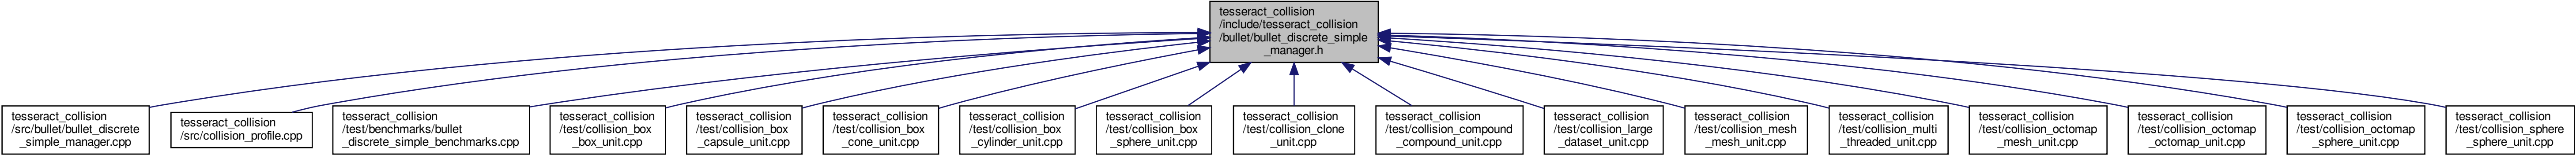 tesseract_collision
/include/tesseract_collision
/bullet/bullet_discrete_simple
_manager.h
tesseract_collision
/src/bullet/bullet_discrete
_simple_manager.cpp
tesseract_collision
/src/collision_profile.cpp
tesseract_collision
/test/benchmarks/bullet
_discrete_simple_benchmarks.cpp
tesseract_collision
/test/collision_box
_box_unit.cpp
tesseract_collision
/test/collision_box
_capsule_unit.cpp
tesseract_collision
/test/collision_box
_cone_unit.cpp
tesseract_collision
/test/collision_box
_cylinder_unit.cpp
tesseract_collision
/test/collision_box
_sphere_unit.cpp
tesseract_collision
/test/collision_clone
_unit.cpp
tesseract_collision
/test/collision_compound
_compound_unit.cpp
tesseract_collision
/test/collision_large
_dataset_unit.cpp
tesseract_collision
/test/collision_mesh
_mesh_unit.cpp
tesseract_collision
/test/collision_multi
_threaded_unit.cpp
tesseract_collision
/test/collision_octomap
_mesh_unit.cpp
tesseract_collision
/test/collision_octomap
_octomap_unit.cpp
tesseract_collision
/test/collision_octomap
_sphere_unit.cpp
tesseract_collision
/test/collision_sphere
_sphere_unit.cpp